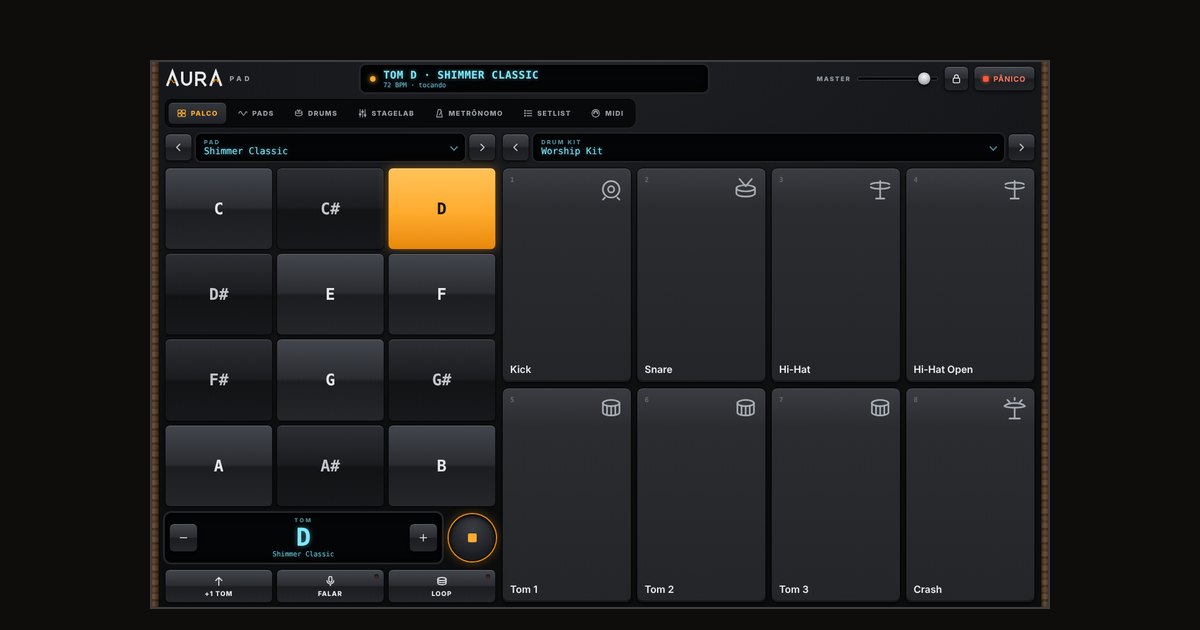 AURA PAD
TOM D · SHIMMER CLASSIC
72 BPM · tocando
MASTER
PÂNICO
PALCO
PADS
DRUMS
STAGELAB
METRÔNOMO
SETLIST
MIDI
PAD
Shimmer Classic
DRUM KIT
Worship Kit
C
C#
D
D#
E
F
F#
G
G#
A
A#
B
TOM
−
D
+
Shimmer Classic
+1 TOM
FALAR
LOOP
1
Kick
2
Snare
3
Hi-Hat
4
Hi-Hat Open
5
Tom 1
6
Tom 2
7
Tom 3
8
Crash